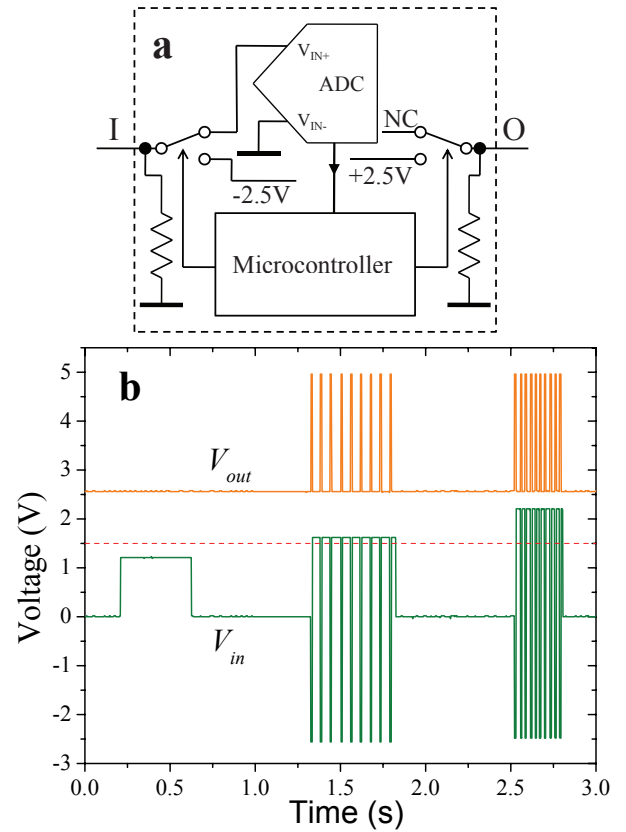 a
V_IN+
ADC
V_IN-
I
NC
O
-2.5V
+2.5V
Microcontroller
b
5
4
3
2
1
0
-1
-2
-3
Voltage (V)
V_out
V_in
0.0 0.5 1.0 1.5 2.0 2.5 3.0
Time (s)